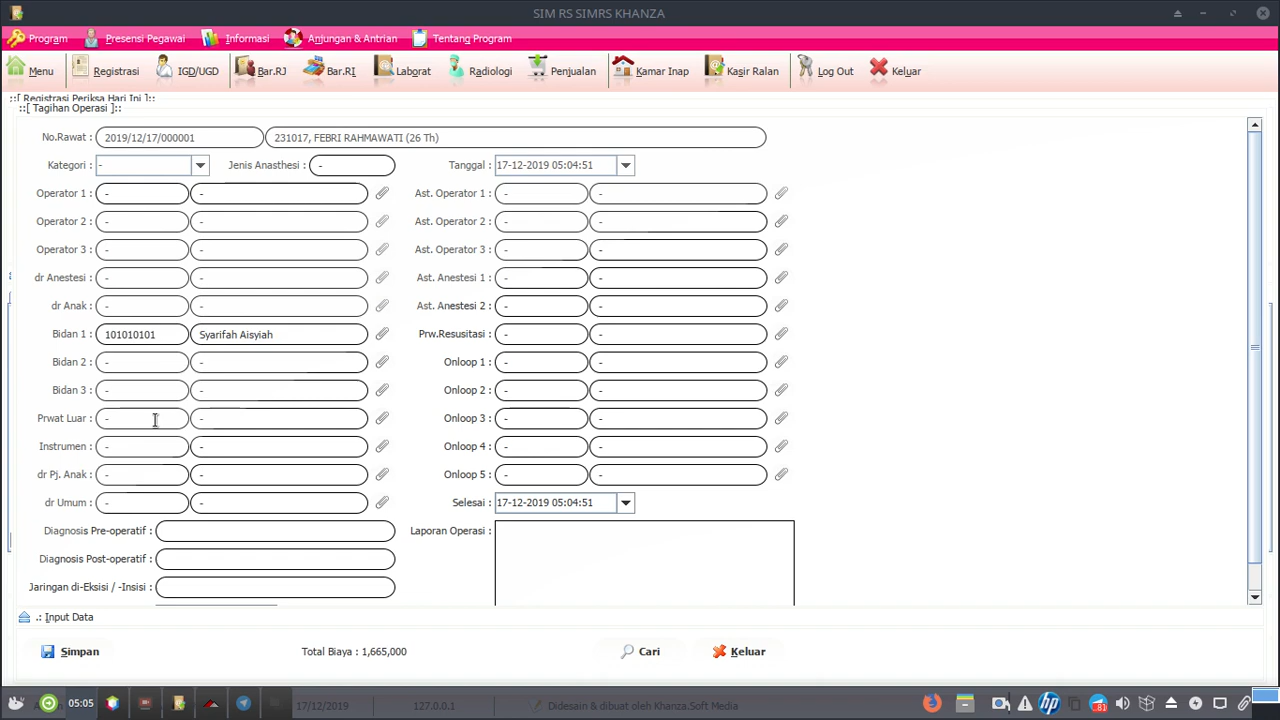 SIM RS SIMRS KHANZA
Program Presensi Pegawai Informasi Anjungan & Antrian Tentang Program
Menu Registrasi IGD/UGD Bar.RJ Bar.RI Laborat Radiologi Penjualan Kamar Inap Kasir Ralan Log Out Keluar
::[ Registrasi Periksa Hari Ini ]::
::[ Tagihan Operasi ]::
No.Rawat : 2019/12/17/000001 231017, FEBRI RAHMAWATI (26 Th)
Kategori : - Jenis Anasthesi : - Tanggal : 17-12-2019 05:04:51
Operator 1 : - - Ast. Operator 1 : - -
Operator 2 : - - Ast. Operator 2 : - -
Operator 3 : - - Ast. Operator 3 : - -
dr Anestesi : - - Ast. Anestesi 1 : - -
dr Anak : - - Ast. Anestesi 2 : - -
Bidan 1 : 101010101 Syarifah Aisyiah Prw.Resusitasi : - -
Bidan 2 : - - Onloop 1 : - -
Bidan 3 : - - Onloop 2 : - -
Prwat Luar : - - Onloop 3 : - -
Instrumen : - - Onloop 4 : - -
dr Pj. Anak : - - Onloop 5 : - -
dr Umum : - - Selesai : 17-12-2019 05:04:51
Diagnosis Pre-operatif : Laporan Operasi :
Diagnosis Post-operatif :
Jaringan di-Eksisi / -Insisi :
.: Input Data
Simpan Total Biaya : 1,665,000 Cari Keluar
05:05 17/12/2019 127.0.0.1 Didesain & dibuat oleh Khanza.Soft Media 81